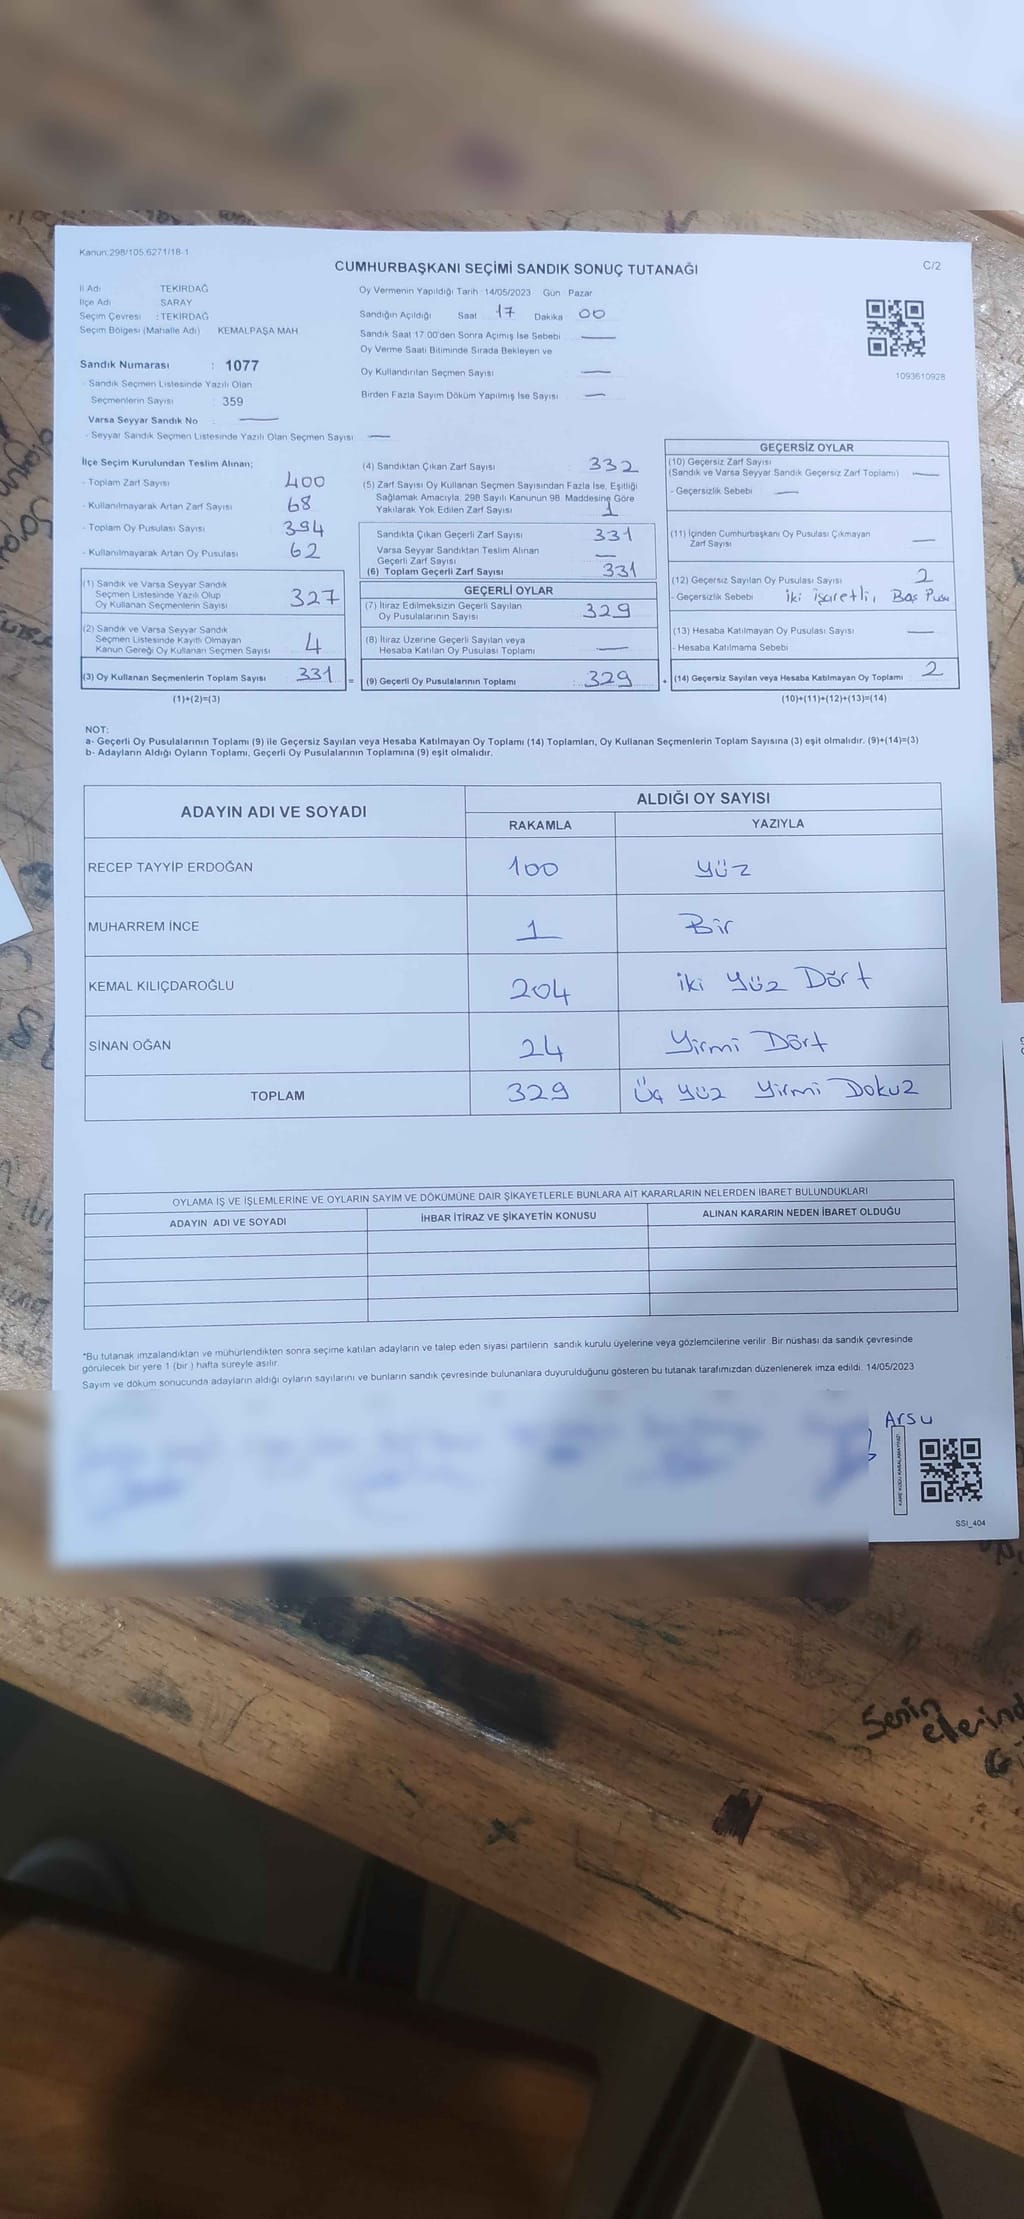 Kanun:298/105,6271/18-1
CUMHURBAŞKANI SEÇİMİ SANDIK SONUÇ TUTANAĞI
C/2
İl Adı TEKİRDAĞ
İlçe Adı SARAY
Seçim Çevresi : TEKİRDAĞ
Seçim Bölgesi (Mahalle Adı) KEMALPAŞA MAH
Sandık Numarası : 1077
- Sandık Seçmen Listesinde Yazılı Olan
Seçmenlerin Sayısı : 359
Varsa Seyyar Sandık No : —
- Seyyar Sandık Seçmen Listesinde Yazılı Olan Seçmen Sayısı —
Oy Vermenin Yapıldığı Tarih : 14/05/2023 Gün : Pazar
Sandığın Açıldığı Saat 17 Dakika 00
Sandık Saat 17:00'den Sonra Açımış İse Sebebi —
Oy Verme Saati Bitiminde Sırada Bekleyen ve
Oy Kullandırılan Seçmen Sayısı —
Birden Fazla Sayım Döküm Yapılmış İse Sayısı —
1093610928
İlçe Seçim Kurulundan Teslim Alınan;
- Toplam Zarf Sayısı 400
- Kullanılmayarak Artan Zarf Sayısı 68
- Toplam Oy Pusulası Sayısı 394
- Kullanılmayarak Artan Oy Pusulası 62
(1) Sandık ve Varsa Seyyar Sandık
Seçmen Listesinde Yazılı Olup
Oy Kullanan Seçmenlerin Sayısı 327
(2) Sandık ve Varsa Seyyar Sandık
Seçmen Listesinde Kayıtlı Olmayan
Kanun Gereği Oy Kullanan Seçmen Sayısı 4
(3) Oy Kullanan Seçmenlerin Toplam Sayısı 331 =
(1)+(2)=(3)
(4) Sandıktan Çıkan Zarf Sayısı 332
(5) Zarf Sayısı Oy Kullanan Seçmen Sayısından Fazla İse, Eşitliği
Sağlamak Amacıyla, 298 Sayılı Kanunun 98. Maddesine Göre
Yakılarak Yok Edilen Zarf Sayısı 1
Sandıkta Çıkan Geçerli Zarf Sayısı 331
Varsa Seyyar Sandıktan Teslim Alınan
Geçerli Zarf Sayısı —
(6) Toplam Geçerli Zarf Sayısı 331
GEÇERLİ OYLAR
(7) İtiraz Edilmeksizin Geçerli Sayılan
Oy Pusulalarının Sayısı 329
(8) İtiraz Üzerine Geçerli Sayılan veya
Hesaba Katılan Oy Pusulası Toplamı —
(9) Geçerli Oy Pusulalarının Toplamı : 329 +
GEÇERSİZ OYLAR
(10) Geçersiz Zarf Sayısı
(Sandık ve Varsa Seyyar Sandık Geçersiz Zarf Toplamı) —
- Geçersizlik Sebebi —
(11) İçinden Cumhurbaşkanı Oy Pusulası Çıkmayan
Zarf Sayısı —
(12) Geçersiz Sayılan Oy Pusulası Sayısı 2
- Geçersizlik Sebebi iki işaretli, Boş Pusu
(13) Hesaba Katılmayan Oy Pusulası Sayısı —
- Hesaba Katılmama Sebebi
(14) Geçersiz Sayılan veya Hesaba Katılmayan Oy Toplamı 2
(10)+(11)+(12)+(13)=(14)
NOT:
a- Geçerli Oy Pusulalarının Toplamı (9) ile Geçersiz Sayılan veya Hesaba Katılmayan Oy Toplamı (14) Toplamları, Oy Kullanan Seçmenlerin Toplam Sayısına (3) eşit olmalıdır. (9)+(14)=(3)
b- Adayların Aldığı Oyların Toplamı, Geçerli Oy Pusulalarının Toplamına (9) eşit olmalıdır.
ADAYIN ADI VE SOYADI
ALDIĞI OY SAYISI
RAKAMLA YAZIYLA
RECEP TAYYİP ERDOĞAN 100 Yüz
MUHARREM İNCE 1 Bir
KEMAL KILIÇDAROĞLU 204 iki Yüz Dört
SİNAN OĞAN 24 Yirmi Dört
TOPLAM 329 Üç yüz Yirmi Dokuz
OYLAMA İŞ VE İŞLEMLERİNE VE OYLARIN SAYIM VE DÖKÜMÜNE DAİR ŞİKAYETLERLE BUNLARA AİT KARARLARIN NELERDEN İBARET BULUNDUKLARI
ADAYIN ADI VE SOYADI İHBAR İTİRAZ VE ŞİKAYETİN KONUSU ALINAN KARARIN NEDEN İBARET OLDUĞU
*Bu tutanak imzalandıktan ve mühürlendikten sonra seçime katılan adayların ve talep eden siyasi partilerin sandık kurulu üyelerine veya gözlemcilerine verilir. Bir nüshası da sandık çevresinde
görülecek bir yere 1 (bir ) hafta süreyle asılır.
Sayım ve döküm sonucunda adayların aldığı oyların sayılarını ve bunların sandık çevresinde bulunanlara duyurulduğunu gösteren bu tutanak tarafımızdan düzenlenerek imza edildi. 14/05/2023
Arsu
KARE KODU KARALAMAYINIZ!
SSI_404
Senin
elerind